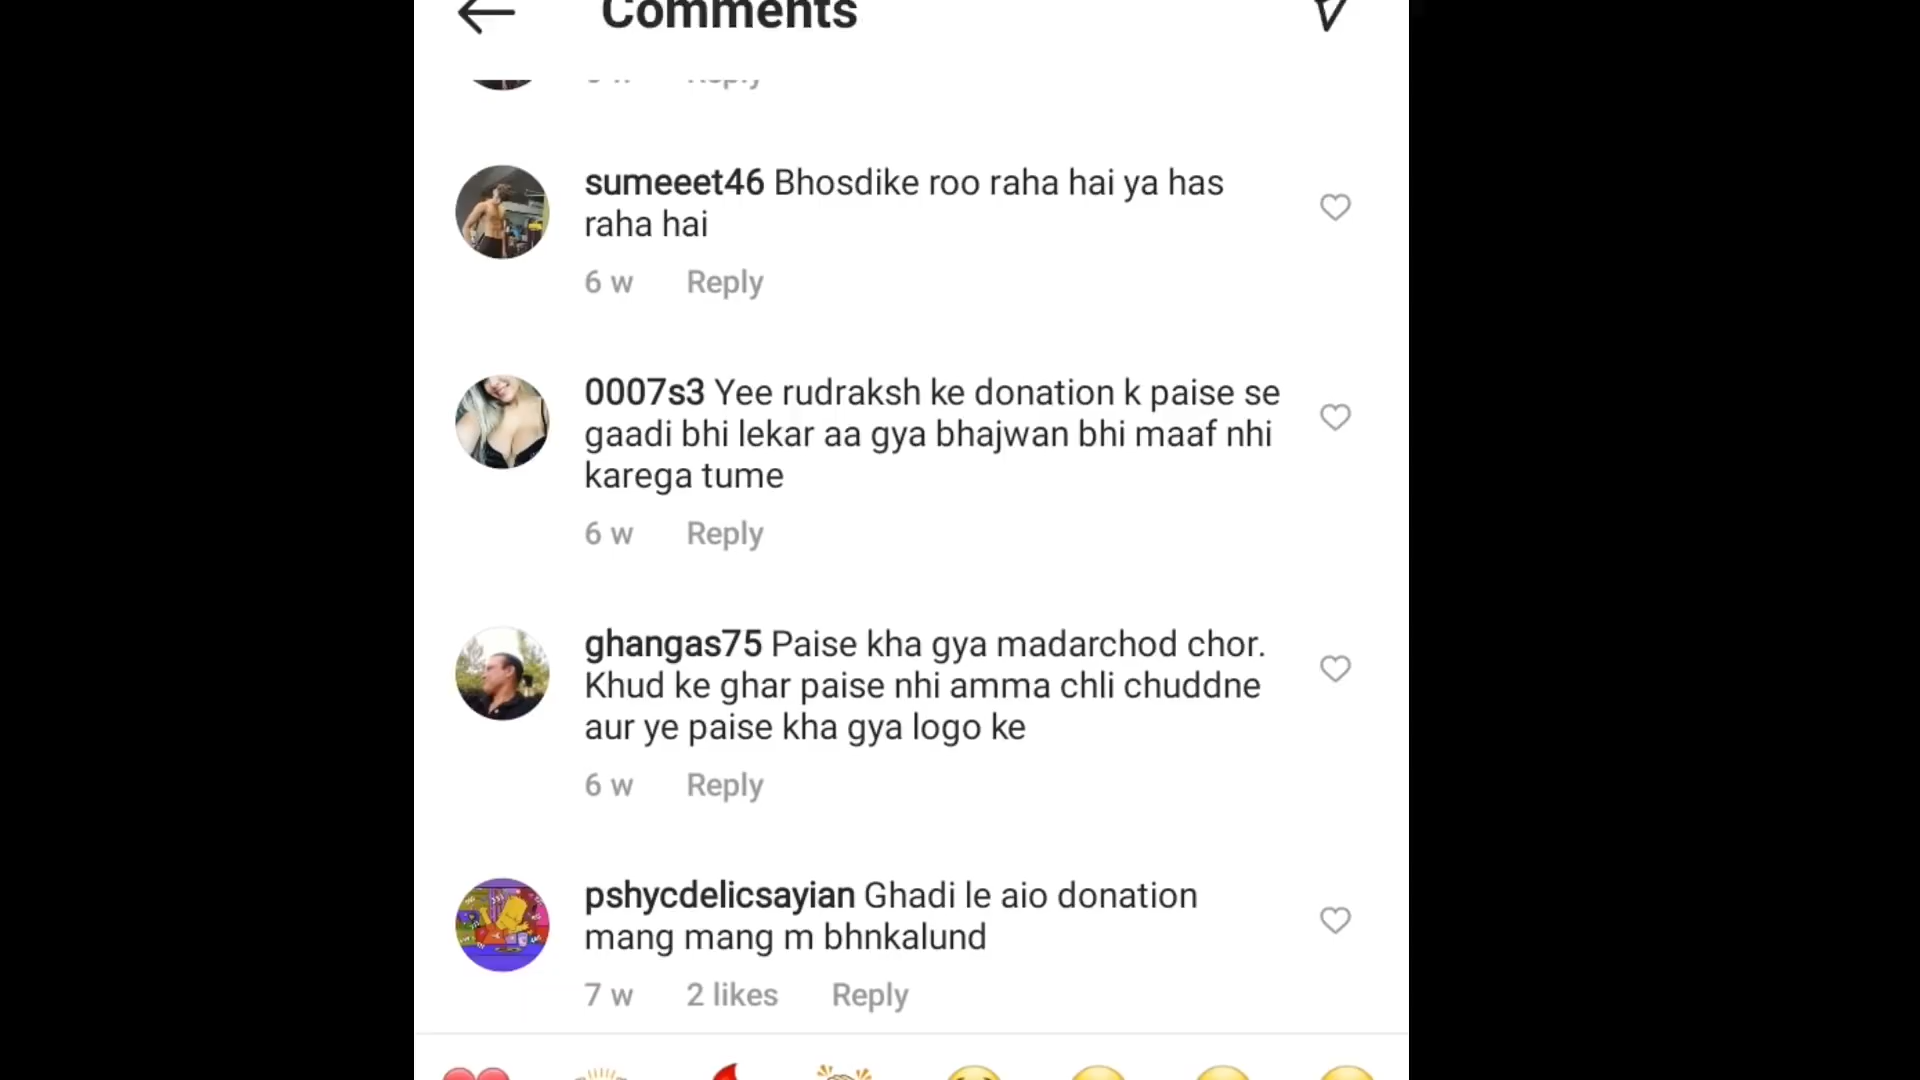 Comments
Reply
sumeeet46 Bhosdike roo raha hai ya has
raha hai
6 w Reply
0007s3 Yee rudraksh ke donation k paise se
gaadi bhi lekar aa gya bhajwan bhi maaf nhi
karega tume
6 w Reply
ghangas75 Paise kha gya madarchod chor.
Khud ke ghar paise nhi amma chli chuddne
aur ye paise kha gya logo ke
6 w Reply
pshycdelicsayian Ghadi le aio donation
mang mang m bhnkalund
7 w 2 likes Reply